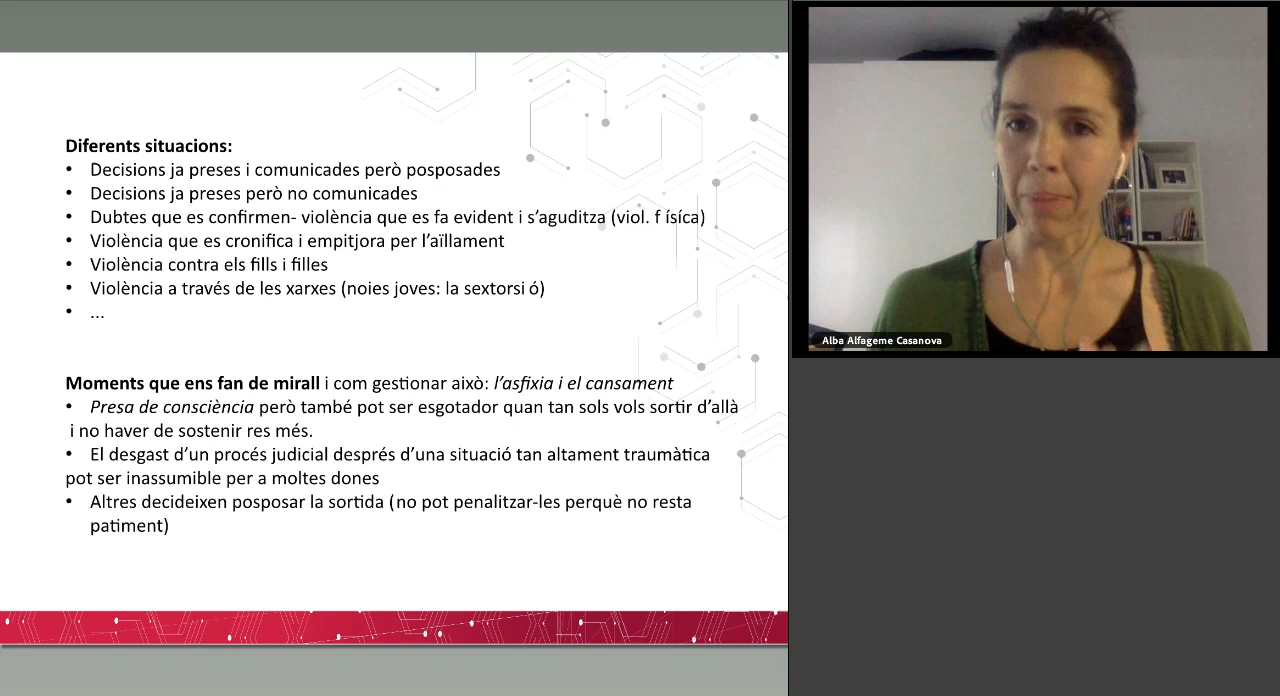 Diferents situacions:
• Decisions ja preses i comunicades però posposades
• Decisions ja preses però no comunicades
• Dubtes que es confirmen- violència que es fa evident i s’aguditza (viol. f ísíca)
• Violència que es cronifica i empitjora per l’aïllament
• Violència contra els fills i filles
• Violència a través de les xarxes (noies joves: la sextorsi ó)
• ...
Moments que ens fan de mirall i com gestionar això: l’asfixia i el cansament
• Presa de consciència però també pot ser esgotador quan tan sols vols sortir d’allà
i no haver de sostenir res més.
• El desgast d’un procés judicial després d’una situació tan altament traumàtica
pot ser inassumible per a moltes dones
• Altres decideixen posposar la sortida (no pot penalitzar-les perquè no resta
patiment)
Alba Alfageme Casanova